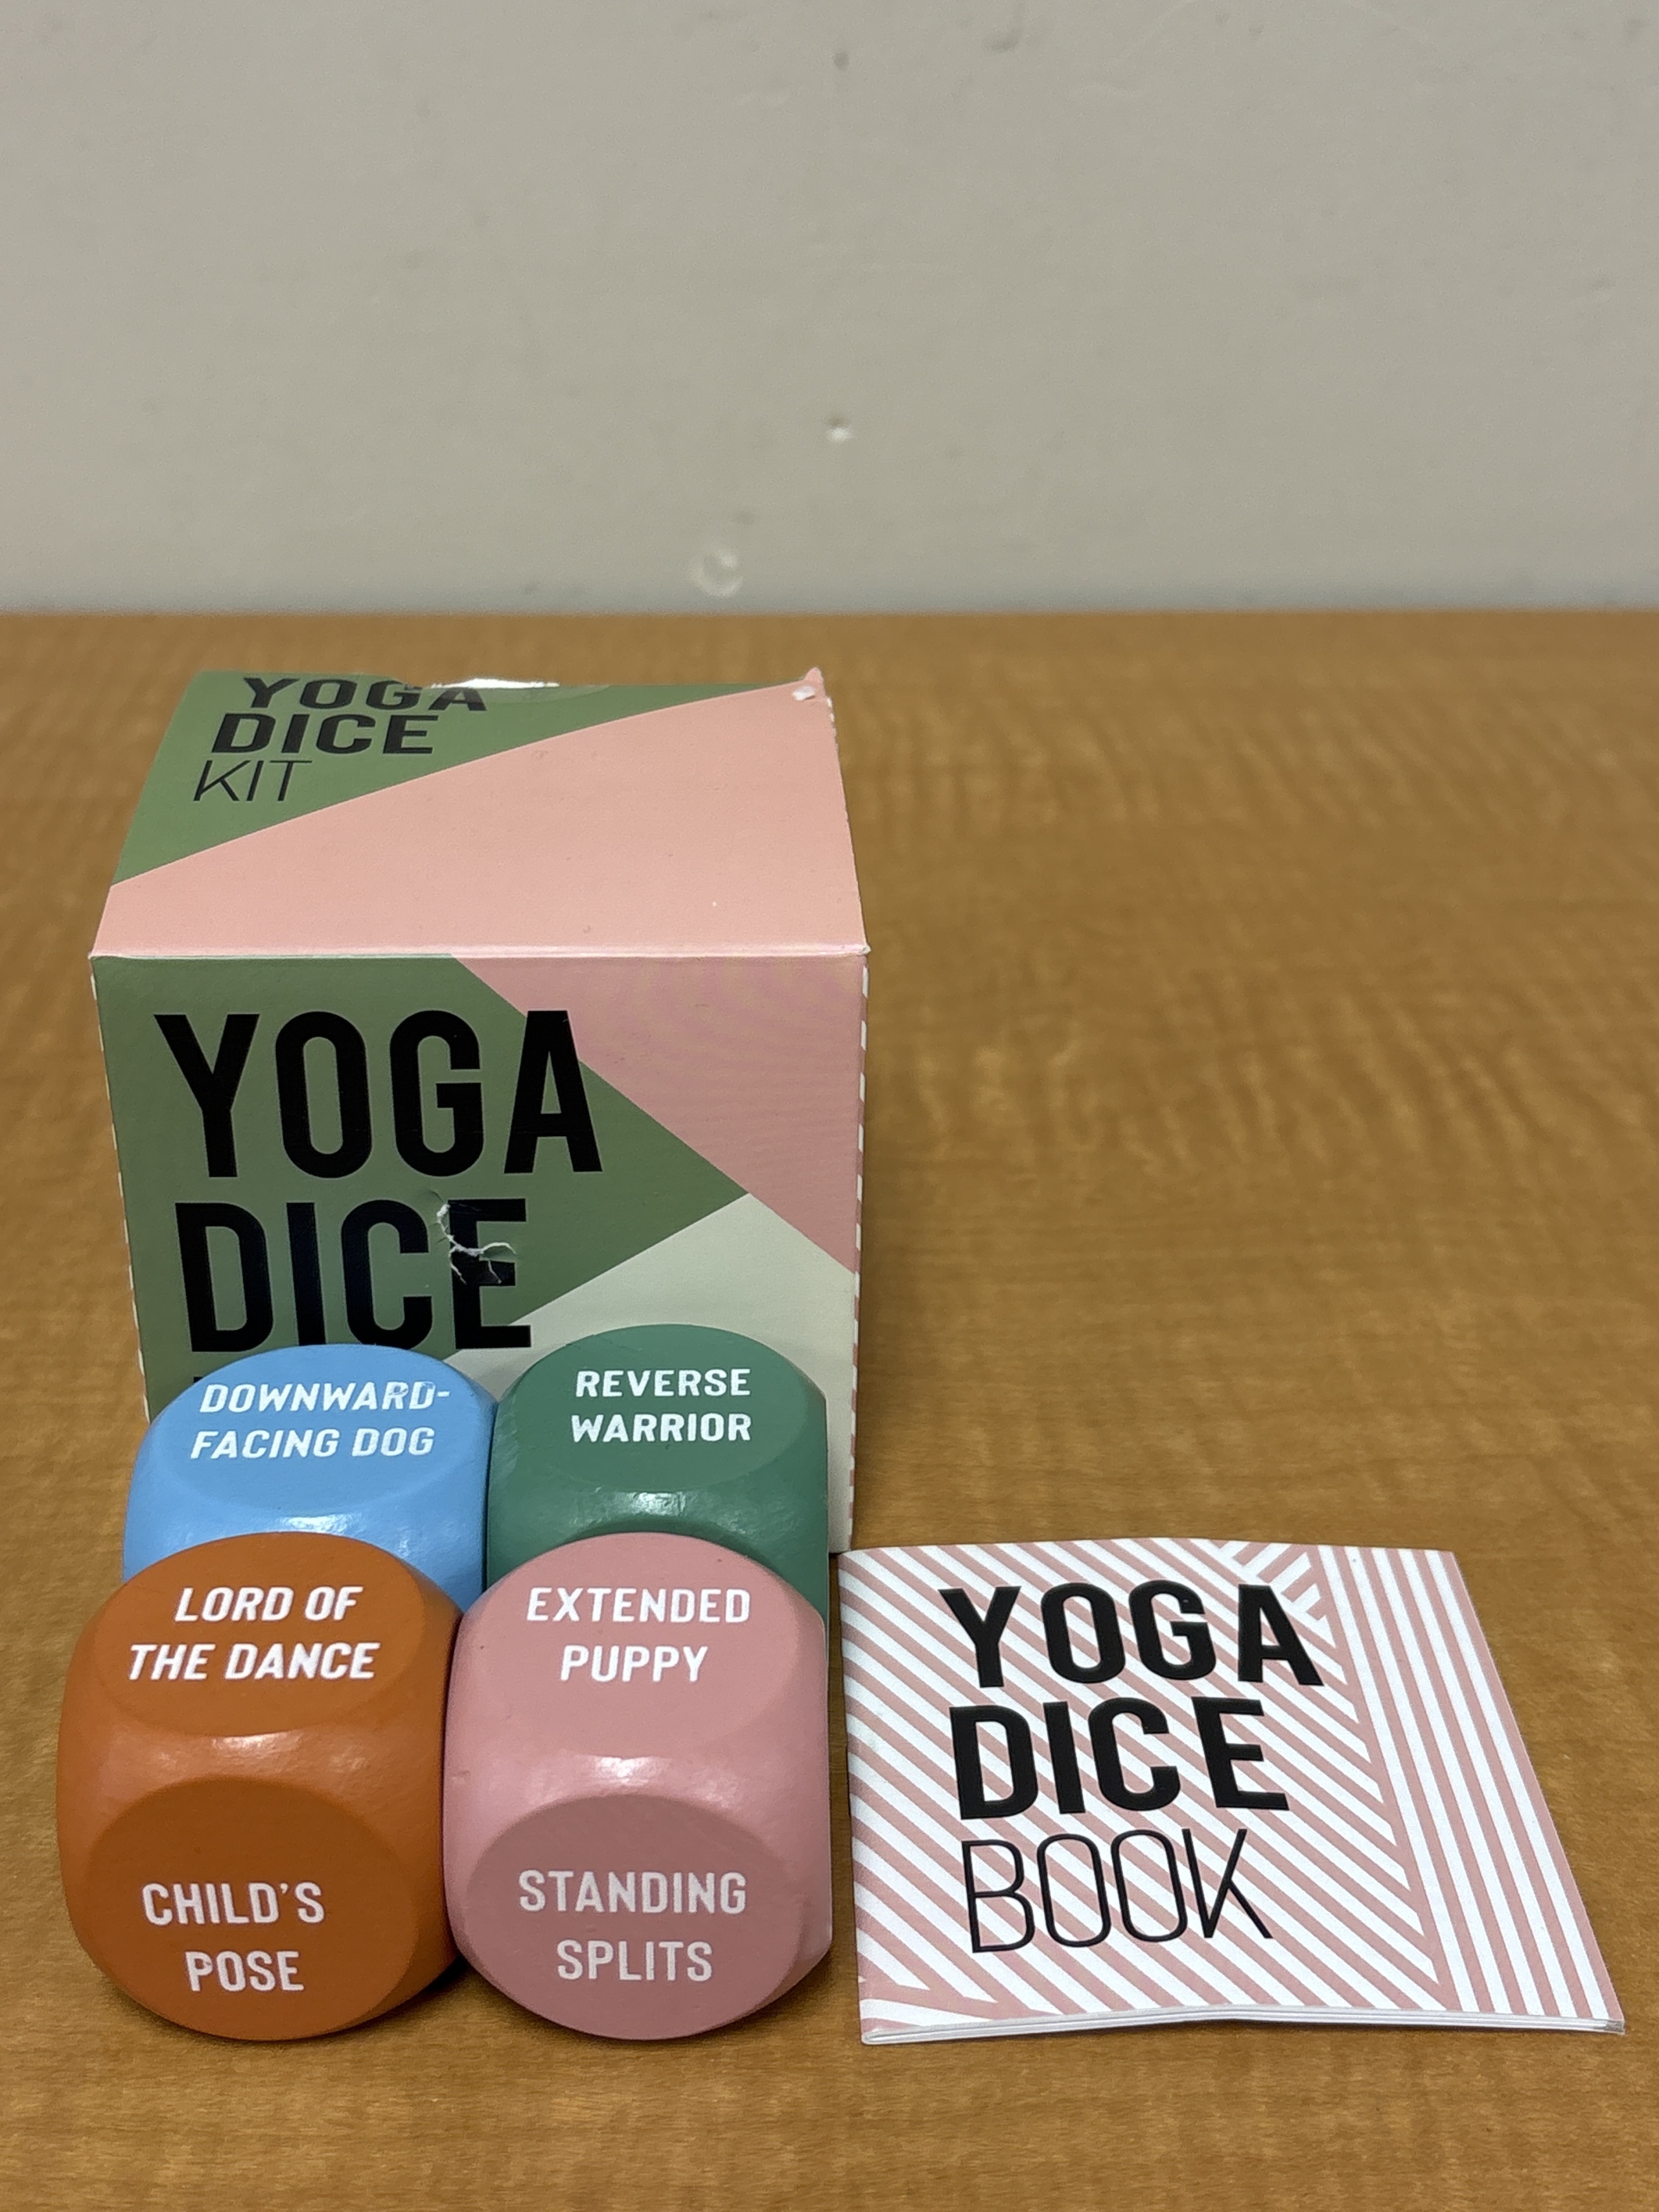 YOGA
DICE
KIT
YOGA
DICE
DOWNWARD-
FACING DOG
REVERSE
WARRIOR
LORD OF
THE DANCE
EXTENDED
PUPPY
CHILD'S
POSE
STANDING
SPLITS
YOGA
DICE
BOOK